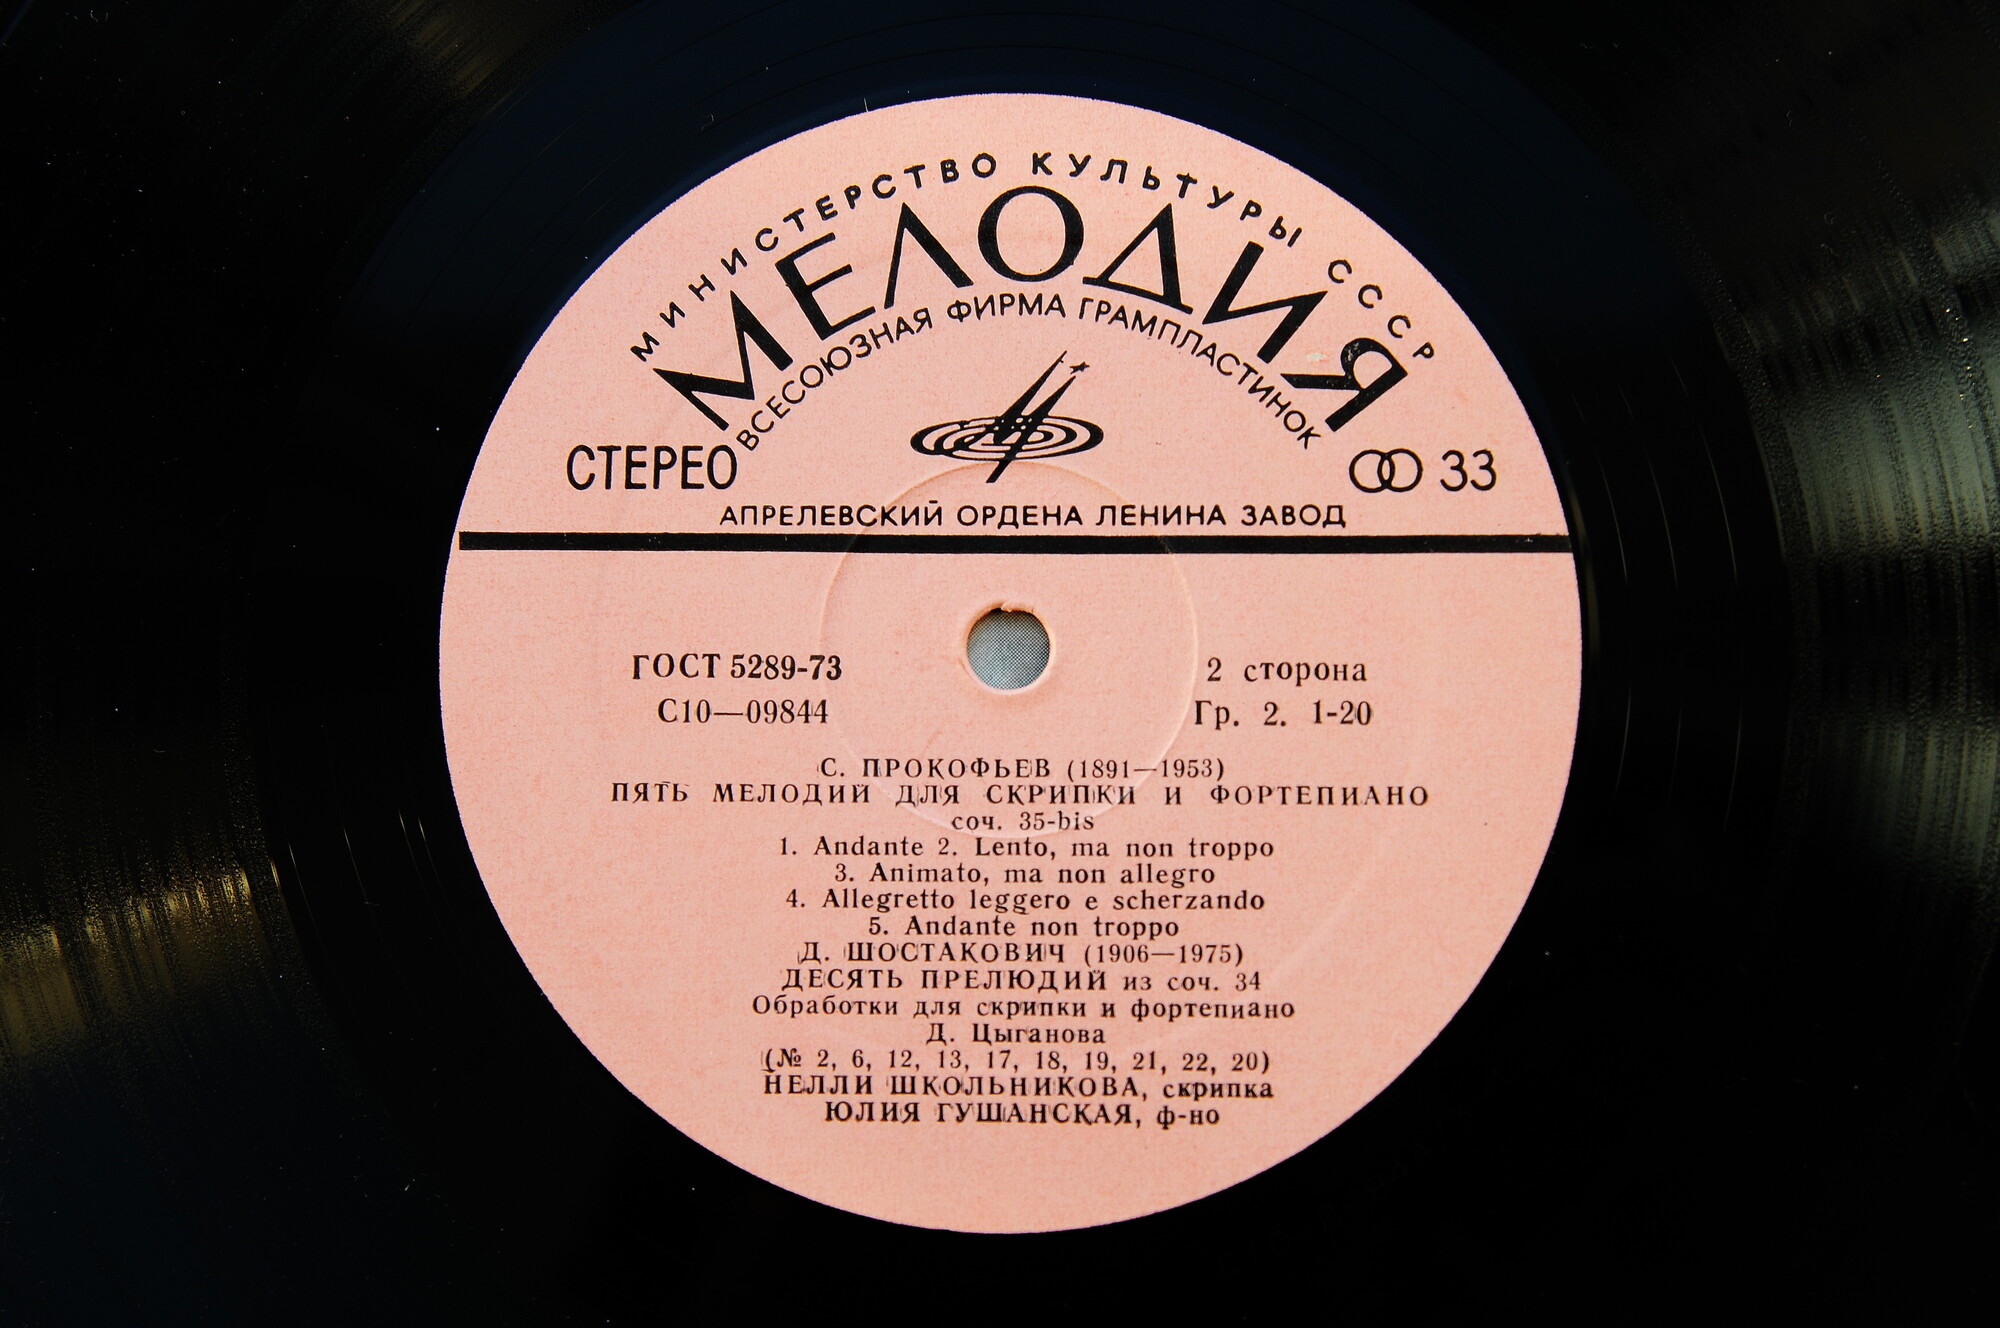 МИНИСТЕРСТВО КУЛЬТУРЫ СССР
МЕЛОДИЯ
ВСЕСОЮЗНАЯ ФИРМА ГРАМПЛАСТИНОК
СТЕРЕО
33
АПРЕЛЕВСКИЙ ОРДЕНА ЛЕНИНА ЗАВОД
ГОСТ 5289-73
2 сторона
С10—09844
Гр. 2. 1-20
С. ПРОКОФЬЕВ (1891—1953)
ПЯТЬ МЕЛОДИЙ ДЛЯ СКРИПКИ И ФОРТЕПИАНО
соч. 35-bis
1. Andante 2. Lento, ma non troppo
3. Animato, ma non allegro
4. Allegretto leggero e scherzando
5. Andante non troppo
Д. ШОСТАКОВИЧ (1906—1975)
ДЕСЯТЬ ПРЕЛЮДИЙ из соч. 34
Обработки для скрипки и фортепиано
Д. Цыганова
(№ 2, 6, 12, 13, 17, 18, 19, 21, 22, 20)
НЕЛЛИ ШКОЛЬНИКОВА, скрипка
ЮЛИЯ ГУШАНСКАЯ, ф-но